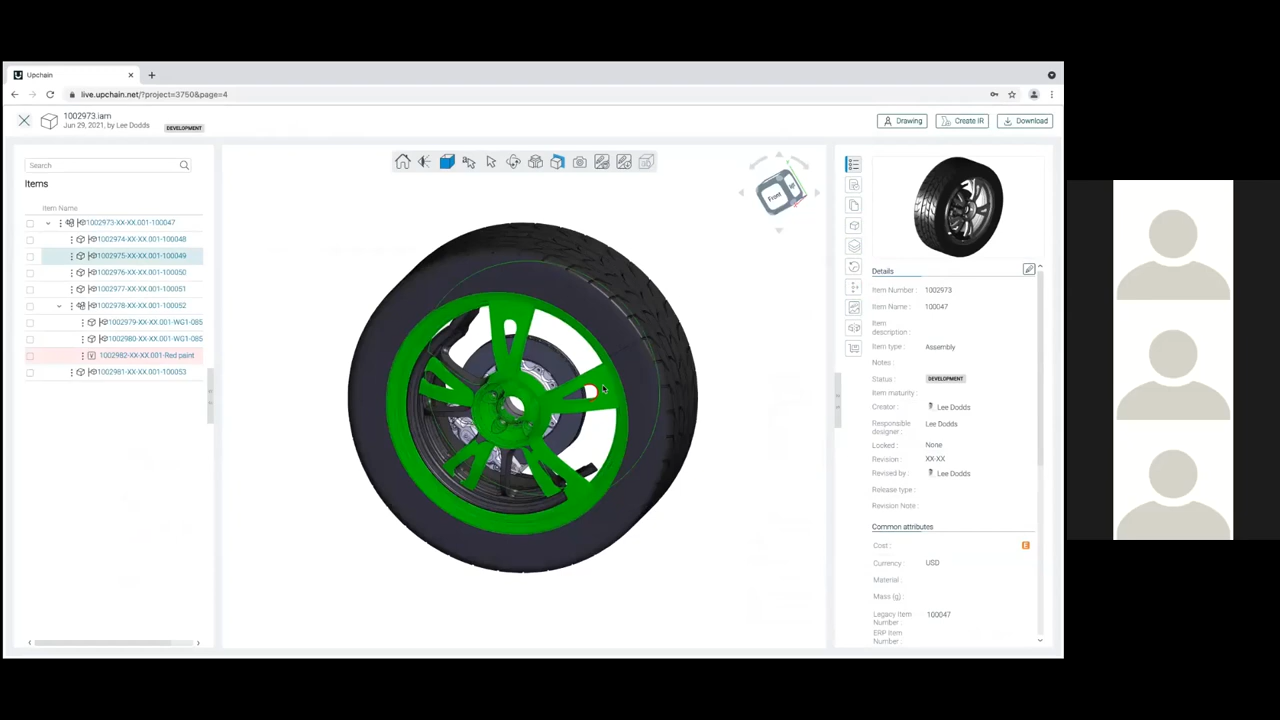 Upchain
live.upchain.net/?project=3750&page=4
1002973.iam
Jun 29, 2021, by Lee Dodds
DEVELOPMENT
Drawing
Create IR
Download
Search
Items
Item Name
1002973-XX-XX.001-100047
1002974-XX-XX.001-100048
1002975-XX-XX.001-100049
1002976-XX-XX.001-100050
1002977-XX-XX.001-100051
1002978-XX-XX.001-100052
1002979-XX-XX.001-WG1-085
1002980-XX-XX.001-WG1-085
1002982-XX-XX.001-Red paint
1002981-XX-XX.001-100053
Front
Details
Item Number : 1002973
Item Name : 100047
Item description :
Item type : Assembly
Notes :
Status : DEVELOPMENT
Item maturity :
Creator : Lee Dodds
Responsible designer : Lee Dodds
Locked : None
Revision : XX-XX
Revised by : Lee Dodds
Release type :
Revision Note :
Common attributes
Cost : E
Currency : USD
Material :
Mass (g) :
Legacy Item Number : 100047
ERP Item Number :